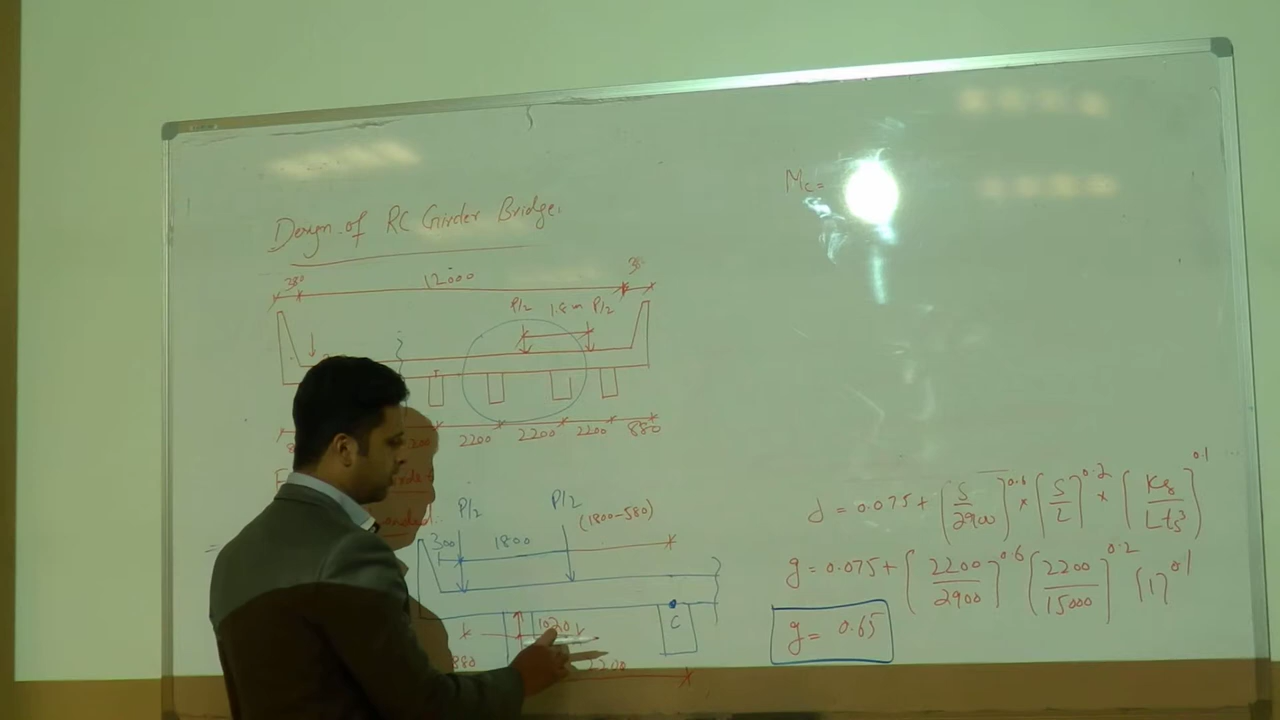 Design of RC Girder Bridge.
380 12000
P/2 1.8m P/2
200 2200 2200 2200 880
P/2 P/2
300 1800 (1800-580)
1020
C
880 2200
Mc=
g = 0.075 + (S/2900)^0.6 × (S/L)^0.2 × (Kg/Lts³)^0.1
g = 0.075 + (2200/2900)^0.6 (2200/15000)^0.2 (1)^0.1
g = 0.65